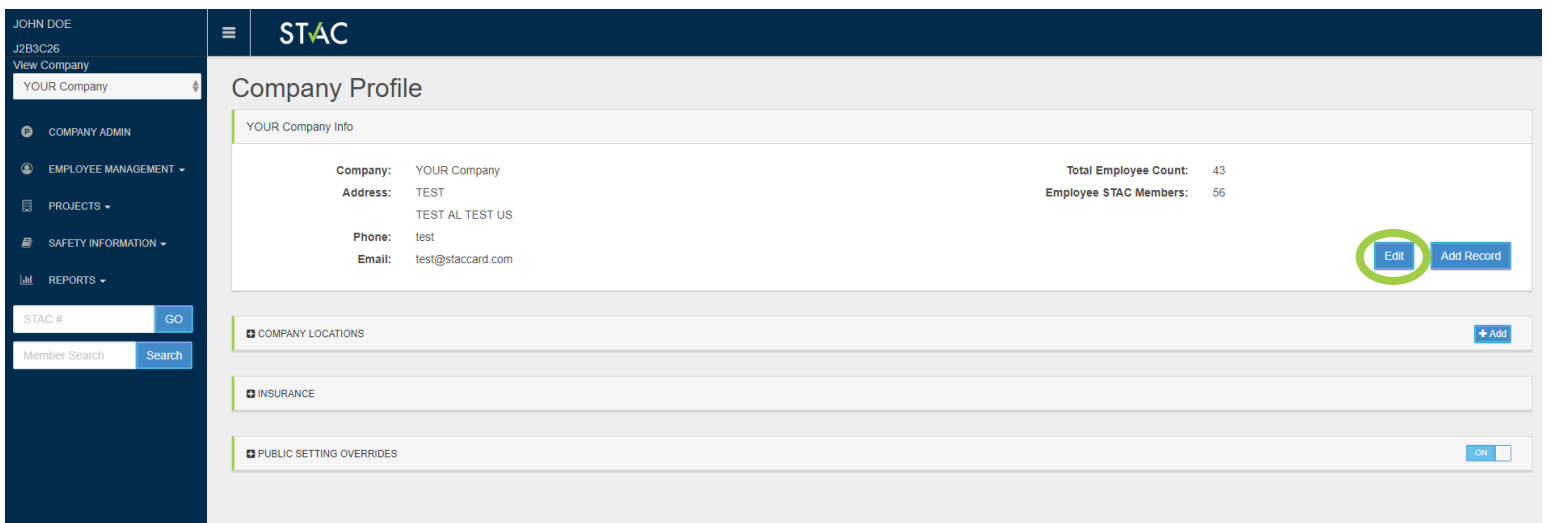 JOHN DOE
J2B3C26
View Company
YOUR Company
COMPANY ADMIN
EMPLOYEE MANAGEMENT
PROJECTS
SAFETY INFORMATION
REPORTS
STAC #
GO
Member Search
Search
STAC
Company Profile
YOUR Company Info
Company: YOUR Company
Address: TEST
TEST AL TEST US
Phone: test
Email: test@staccard.com
Total Employee Count: 43
Employee STAC Members: 56
Edit
Add Record
COMPANY LOCATIONS
+ Add
INSURANCE
PUBLIC SETTING OVERRIDES
ON